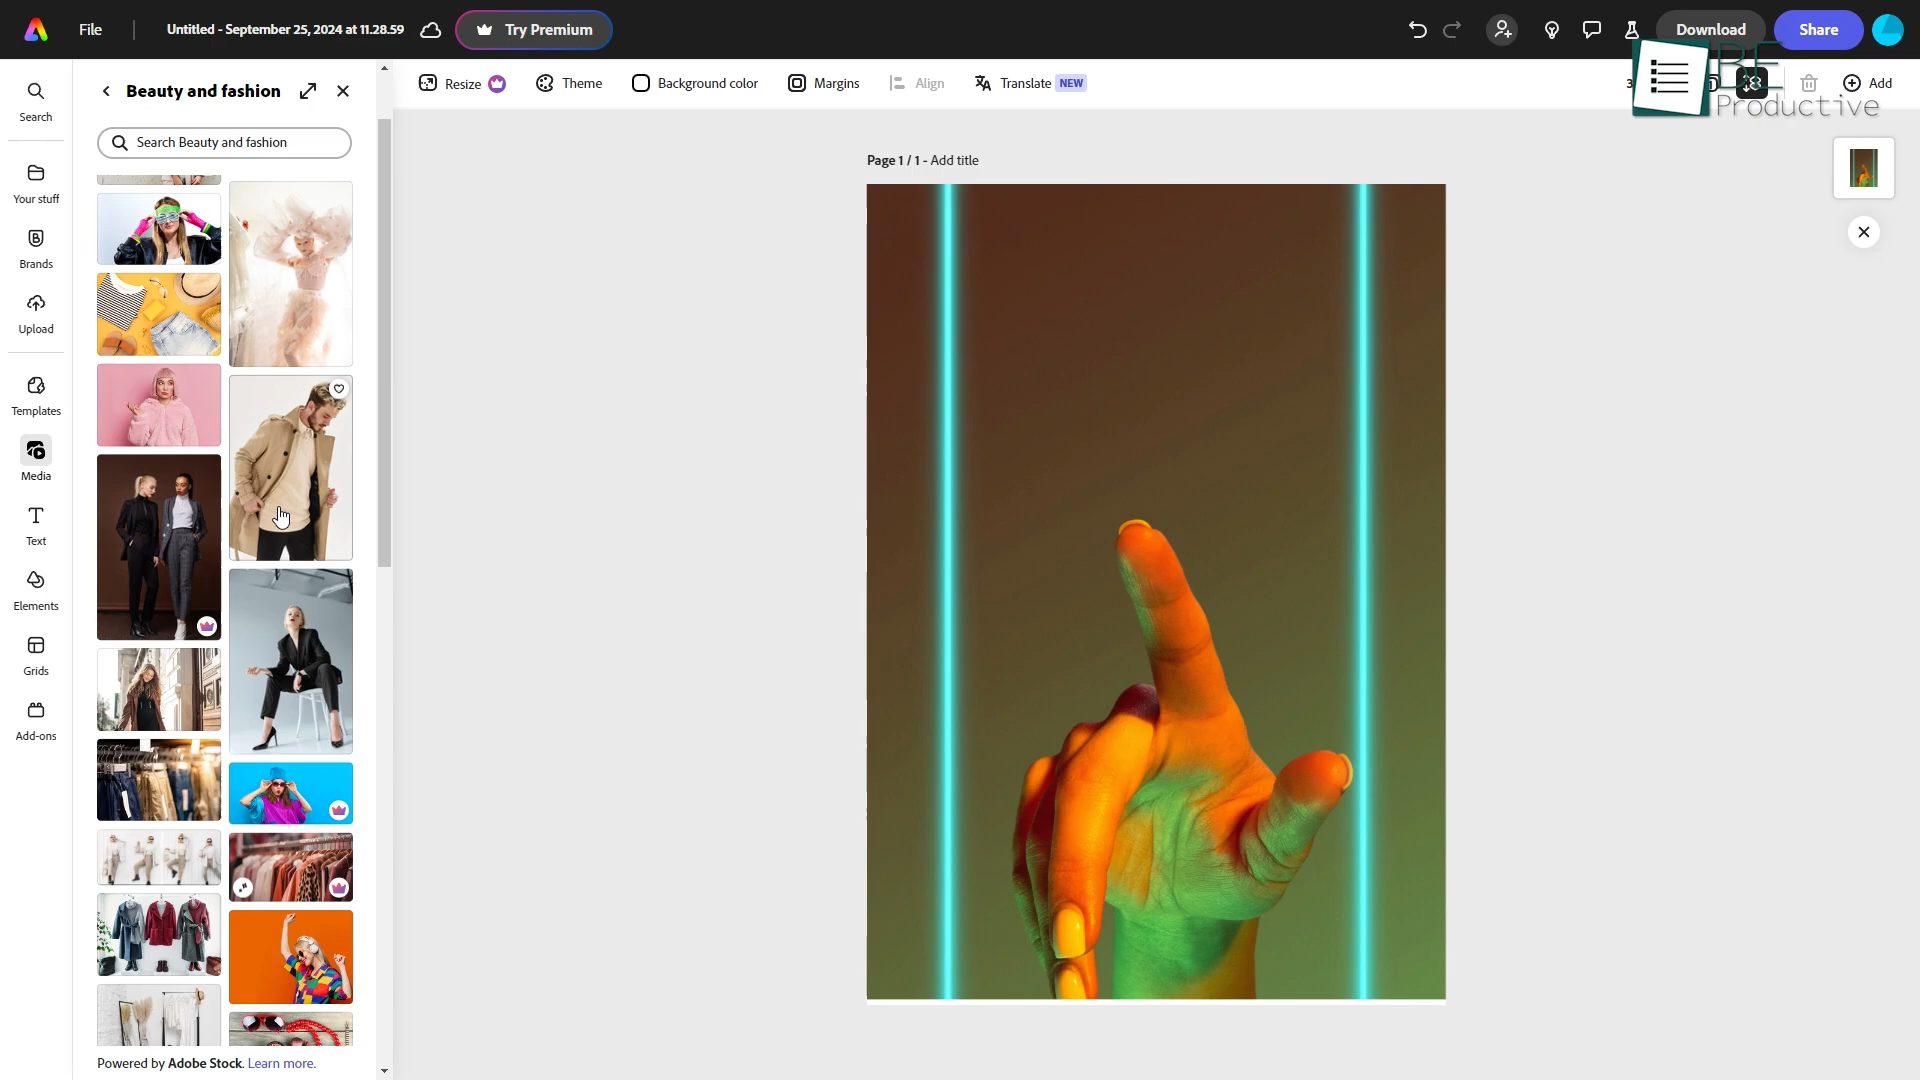 File
Untitled - September 25, 2024 at 11.28.59
Try Premium
Download
Share
Search
Your stuff
Brands
Upload
Templates
Media
Text
Elements
Grids
Add-ons
Beauty and fashion
Search Beauty and fashion
Powered by Adobe Stock. Learn more.
Resize
Theme
Background color
Margins
Align
Translate NEW
Add
BE
Productive
Page 1 / 1 - Add title